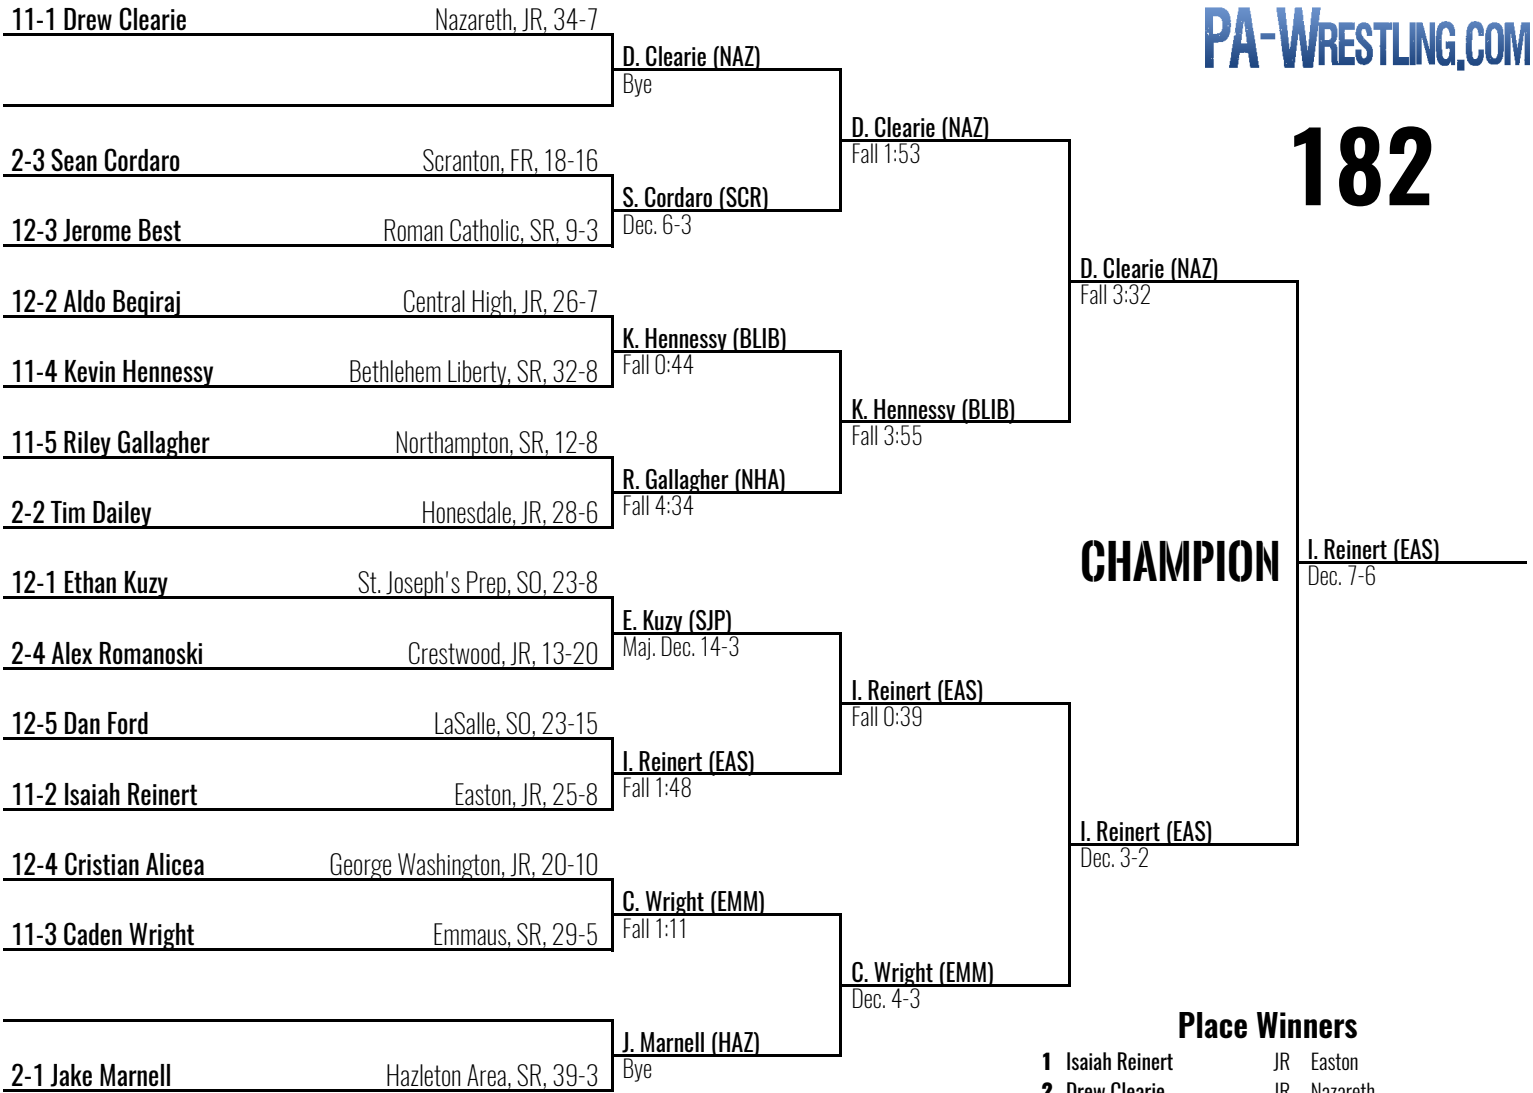 11-1 Drew Clearie Nazareth, JR, 34-7
2-3 Sean Cordaro Scranton, FR, 18-16
12-3 Jerome Best Roman Catholic, SR, 9-3
12-2 Aldo Beqiraj Central High, JR, 26-7
11-4 Kevin Hennessy Bethlehem Liberty, SR, 32-8
11-5 Riley Gallagher Northampton, SR, 12-8
2-2 Tim Dailey Honesdale, JR, 28-6
12-1 Ethan Kuzy St. Joseph's Prep, SO, 23-8
2-4 Alex Romanoski Crestwood, JR, 13-20
12-5 Dan Ford LaSalle, SO, 23-15
11-2 Isaiah Reinert Easton, JR, 25-8
12-4 Cristian Alicea George Washington, JR, 20-10
11-3 Caden Wright Emmaus, SR, 29-5
2-1 Jake Marnell Hazleton Area, SR, 39-3
D. Clearie (NAZ)
Bye
S. Cordaro (SCR)
Dec. 6-3
K. Hennessy (BLIB)
Fall 0:44
R. Gallagher (NHA)
Fall 4:34
E. Kuzy (SJP)
Maj. Dec. 14-3
I. Reinert (EAS)
Fall 1:48
C. Wright (EMM)
Fall 1:11
J. Marnell (HAZ)
Bye
D. Clearie (NAZ)
Fall 1:53
K. Hennessy (BLIB)
Fall 3:55
I. Reinert (EAS)
Fall 0:39
C. Wright (EMM)
Dec. 4-3
D. Clearie (NAZ)
Fall 3:32
I. Reinert (EAS)
Dec. 3-2
CHAMPION
I. Reinert (EAS)
Dec. 7-6
PA-WRESTLING.COM
182
Place Winners
1 Isaiah Reinert JR Easton
2 Drew Clearie JR Nazareth